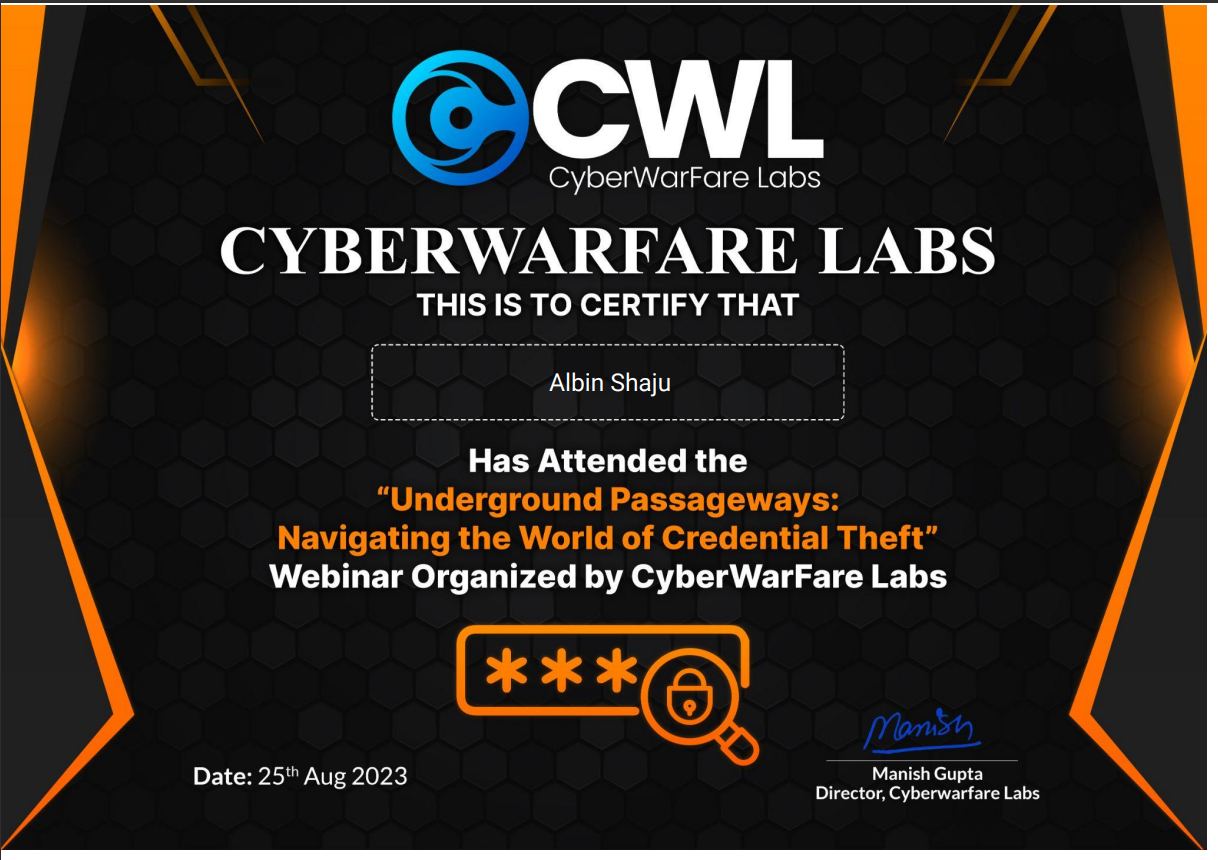 CWL
CyberWarFare Labs
CYBERWARFARE LABS
THIS IS TO CERTIFY THAT
Albin Shaju
Has Attended the
“Underground Passageways:
Navigating the World of Credential Theft”
Webinar Organized by CyberWarFare Labs
***
Manish
Date: 25th Aug 2023
Manish Gupta
Director, Cyberwarfare Labs